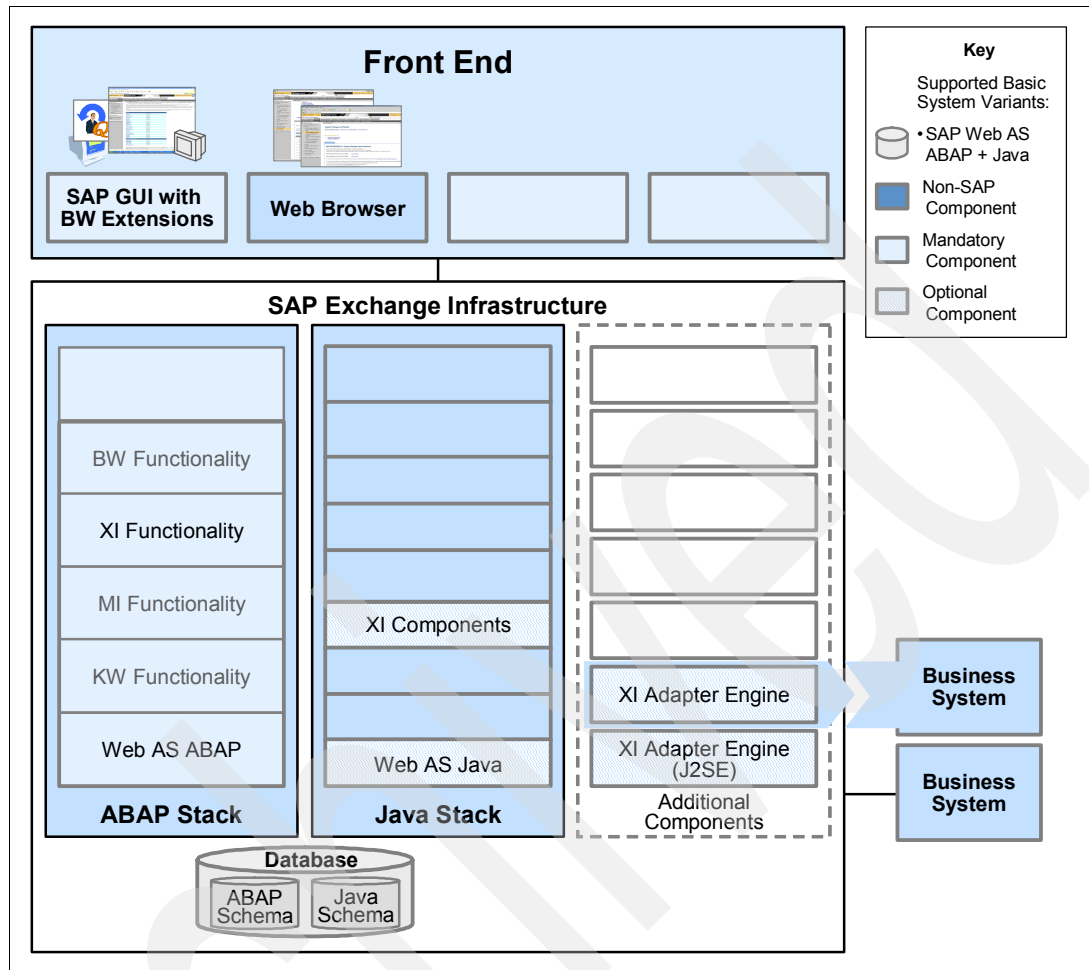 Front End
SAP GUI with
BW Extensions
Web Browser
Key
Supported Basic
System Variants:
• SAP Web AS
ABAP + Java
Non-SAP
Component
Mandatory
Component
Optional
Component
SAP Exchange Infrastructure
BW Functionality
XI Functionality
MI Functionality
KW Functionality
Web AS ABAP
ABAP Stack
XI Components
Web AS Java
Java Stack
XI Adapter Engine
XI Adapter Engine
(J2SE)
Additional
Components
Business
System
Business
System
Database
ABAP
Schema
Java
Schema